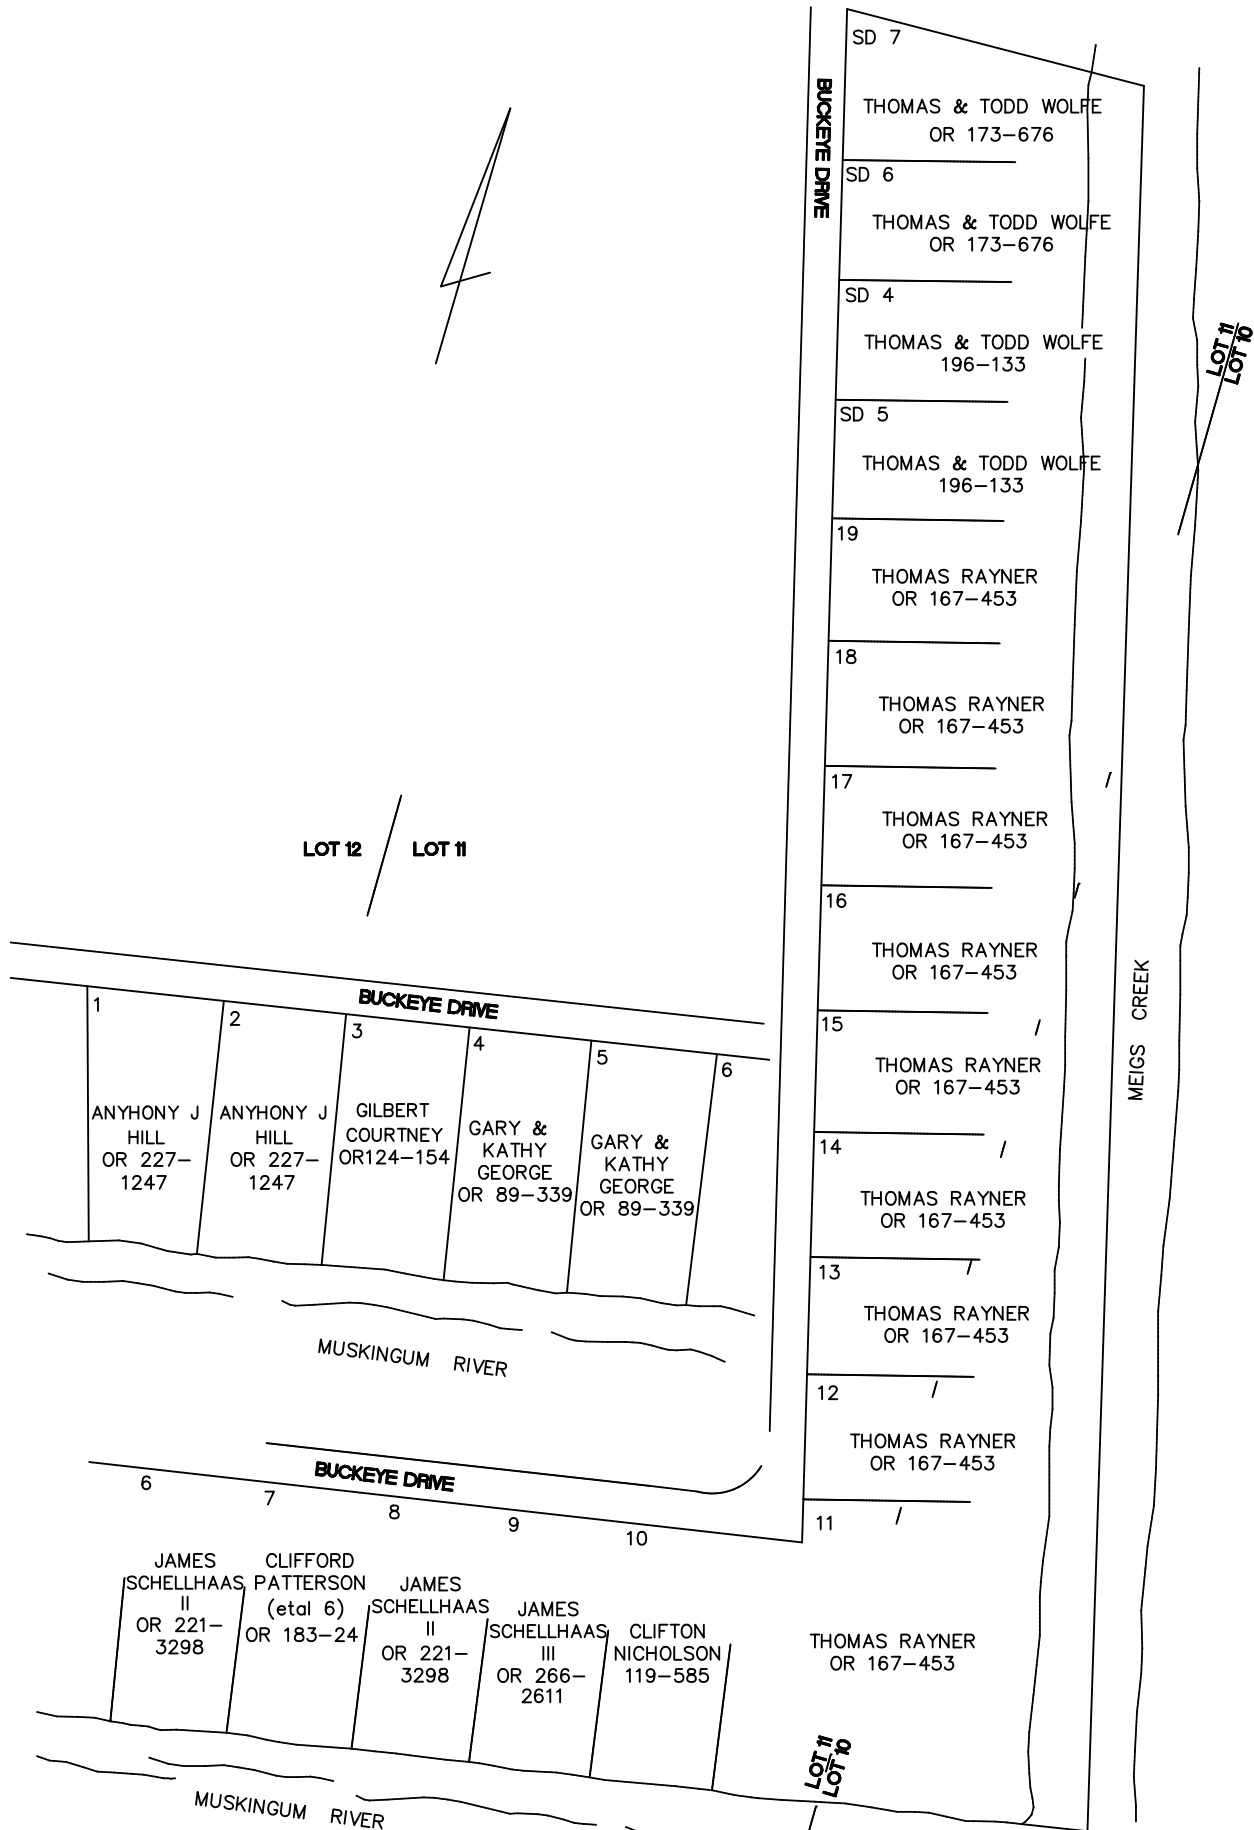 SD 7
THOMAS & TODD WOLFE
OR 173-676
BUCKEYE DRIVE
SD 6
THOMAS & TODD WOLFE
OR 173-676
SD 4
THOMAS & TODD WOLFE
196-133
LOT 11
LOT 10
SD 5
THOMAS & TODD WOLFE
196-133
19
THOMAS RAYNER
OR 167-453
18
THOMAS RAYNER
OR 167-453
17
THOMAS RAYNER
OR 167-453
16
THOMAS RAYNER
OR 167-453
15
THOMAS RAYNER
OR 167-453
14
THOMAS RAYNER
OR 167-453
13
THOMAS RAYNER
OR 167-453
12
THOMAS RAYNER
OR 167-453
11
THOMAS RAYNER
OR 167-453
MEIGS CREEK
LOT 12
LOT 11
BUCKEYE DRIVE
1
ANYHONY J
HILL
OR 227-
1247
2
ANYHONY J
HILL
OR 227-
1247
3
GILBERT
COURTNEY
OR124-154
4
GARY &
KATHY
GEORGE
OR 89-339
5
GARY &
KATHY
GEORGE
OR 89-339
6
MUSKINGUM RIVER
BUCKEYE DRIVE
6
JAMES
SCHELLHAAS
II
OR 221-
3298
7
CLIFFORD
PATTERSON
(etal 6)
OR 183-24
8
JAMES
SCHELLHAAS
II
OR 221-
3298
9
JAMES
SCHELLHAAS
III
OR 266-
2611
10
CLIFTON
NICHOLSON
119-585
LOT 11
LOT 10
MUSKINGUM RIVER